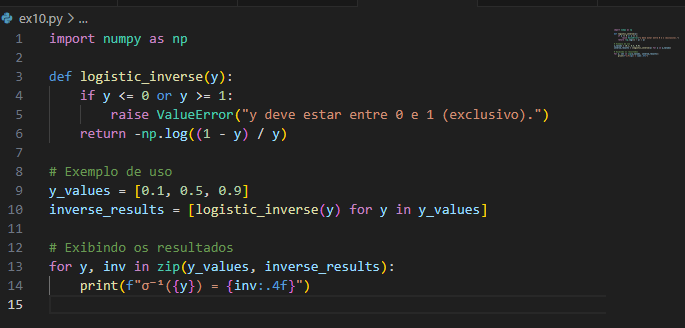 ex10.py > ...
1 import numpy as np
2
3 def logistic_inverse(y):
4     if y <= 0 or y >= 1:
5         raise ValueError("y deve estar entre 0 e 1 (exclusivo).")
6     return -np.log((1 - y) / y)
7
8 # Exemplo de uso
9 y_values = [0.1, 0.5, 0.9]
10 inverse_results = [logistic_inverse(y) for y in y_values]
11
12 # Exibindo os resultados
13 for y, inv in zip(y_values, inverse_results):
14     print(f"σ⁻¹({y}) = {inv:.4f}")
15